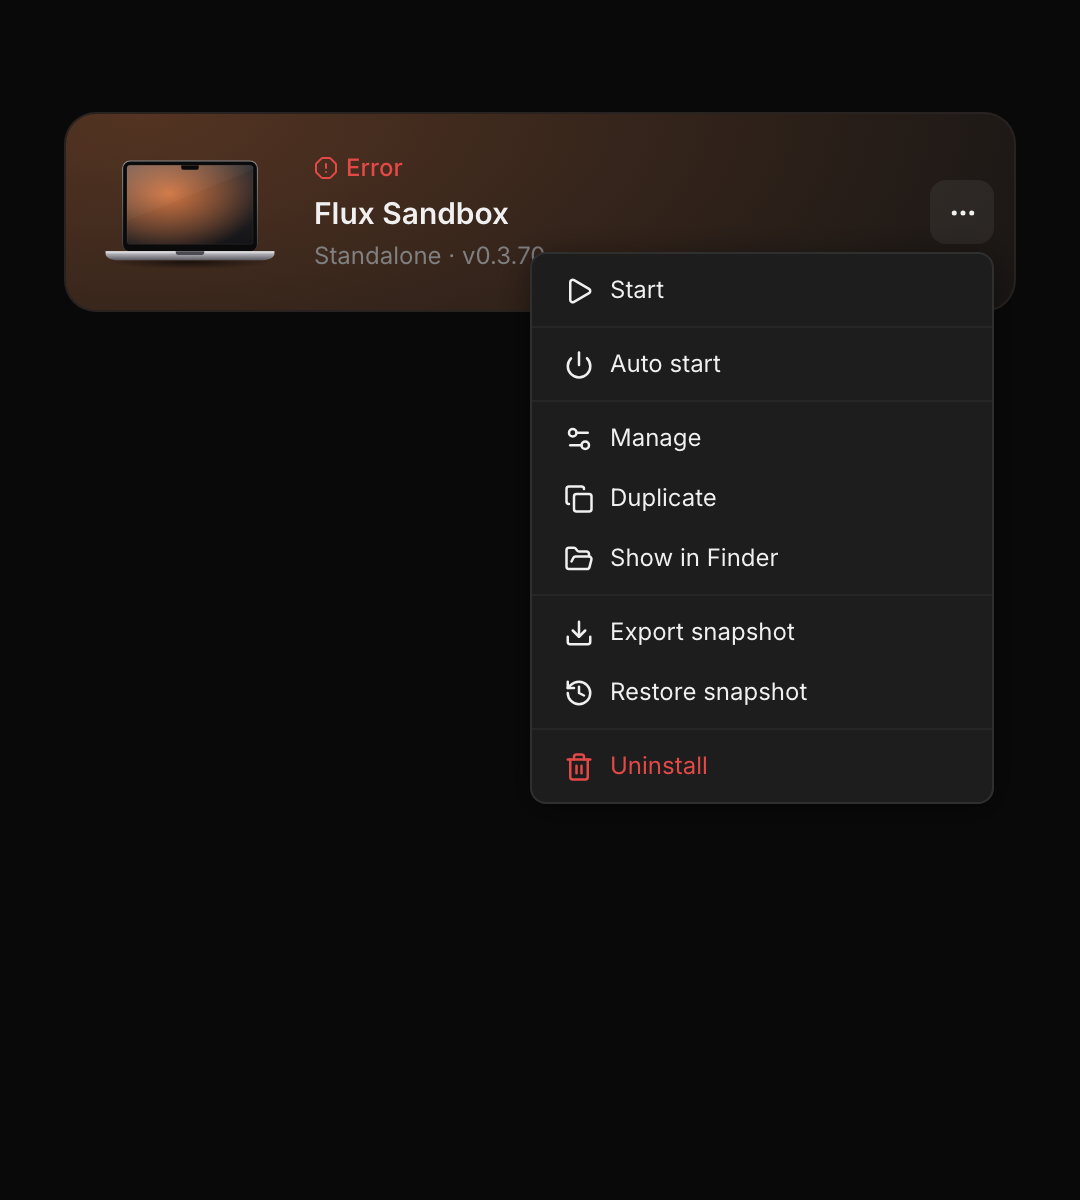 Error
Flux Sandbox
Standalone · v0.3.70
Start
Auto start
Manage
Duplicate
Show in Finder
Export snapshot
Restore snapshot
Uninstall